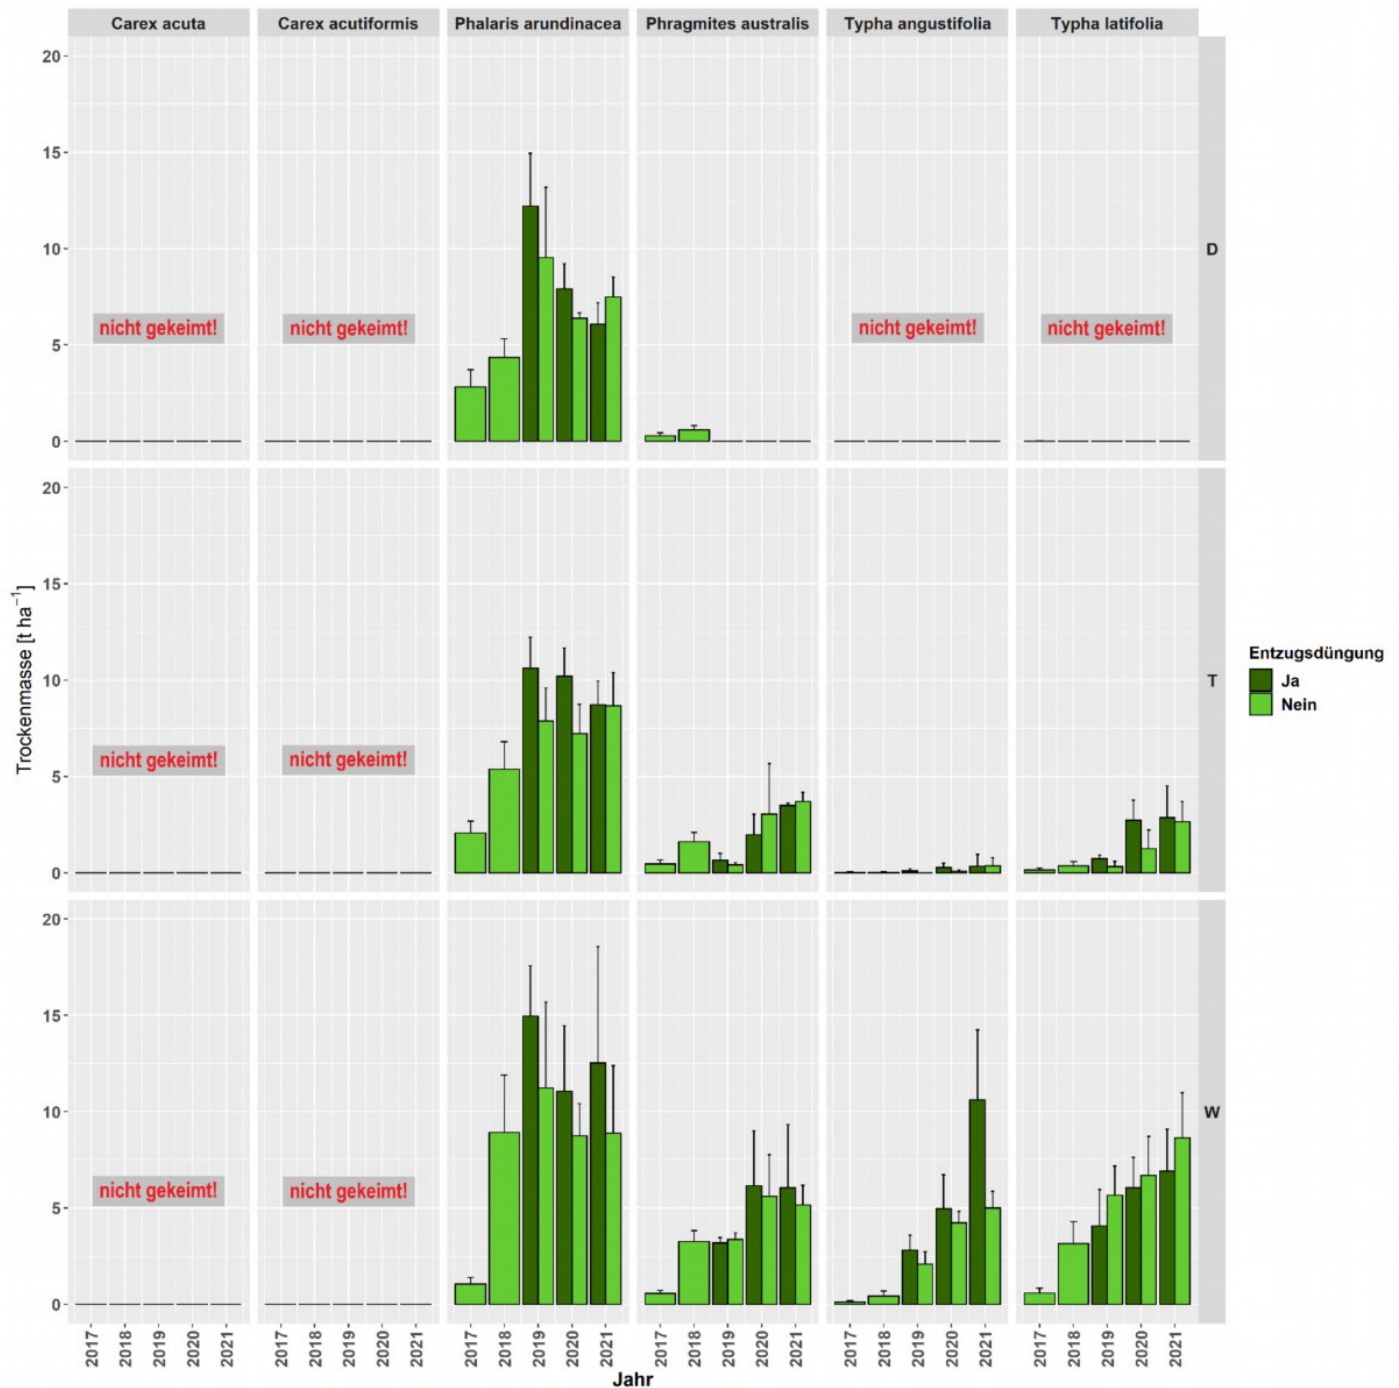 Carex acuta Carex acutiformis Phalaris arundinacea Phragmites australis Typha angustifolia Typha latifolia
20
15
10
5
0
nicht gekeimt! nicht gekeimt! nicht gekeimt! nicht gekeimt!
D
20
15
10
5
0
nicht gekeimt! nicht gekeimt!
T
20
15
10
5
0
nicht gekeimt! nicht gekeimt!
W
Trockenmasse [t ha⁻¹]
2017 2018 2019 2020 2021 2017 2018 2019 2020 2021 2017 2018 2019 2020 2021 2017 2018 2019 2020 2021 2017 2018 2019 2020 2021 2017 2018 2019 2020 2021
Jahr
Entzugsdüngung
Ja
Nein